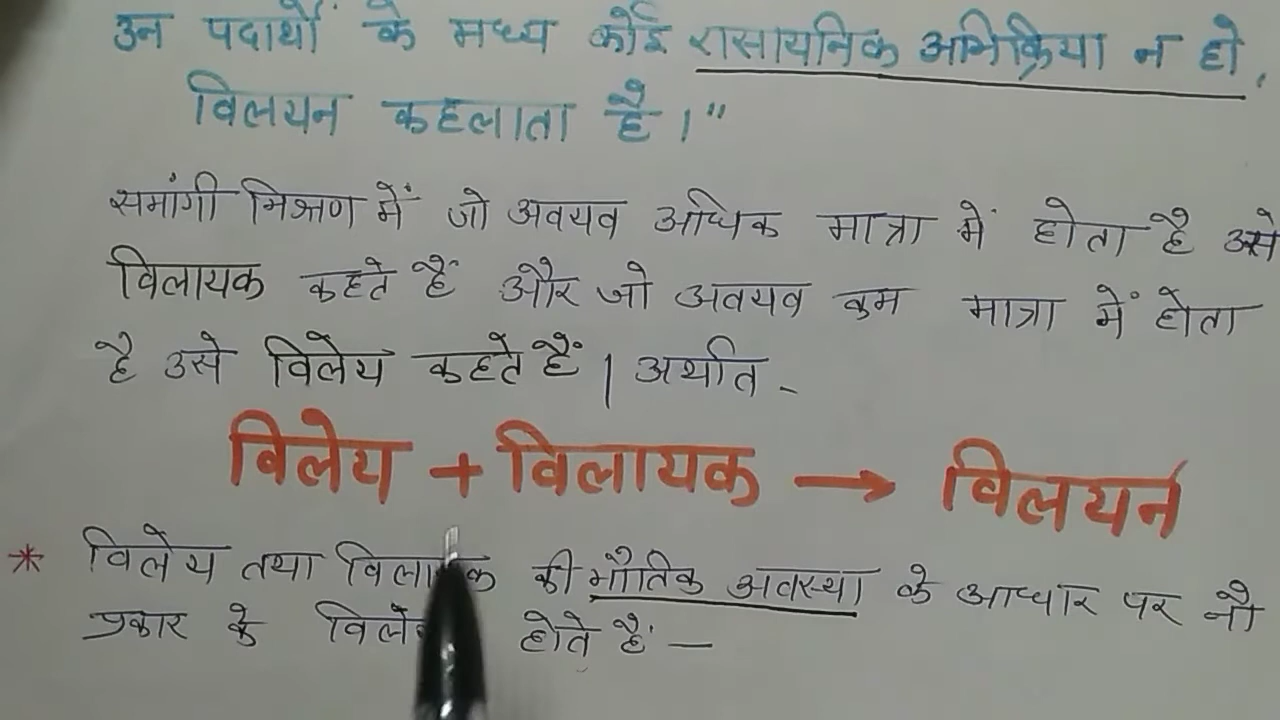 उन पदार्थों के मध्य कोई रासायनिक अभिक्रिया न हो,
विलयन कहलाता है।"
समांगी मिश्रण में जो अवयव अधिक मात्रा में होता है उसे
विलायक कहते हैं और जो अवयव कम मात्रा में होता
है उसे विलेय कहते हैं। अर्थात -
विलेय + विलायक → विलयन
* विलेय तथा विलायक की भौतिक अवस्था के आधार पर नौ
प्रकार के होते हैं —